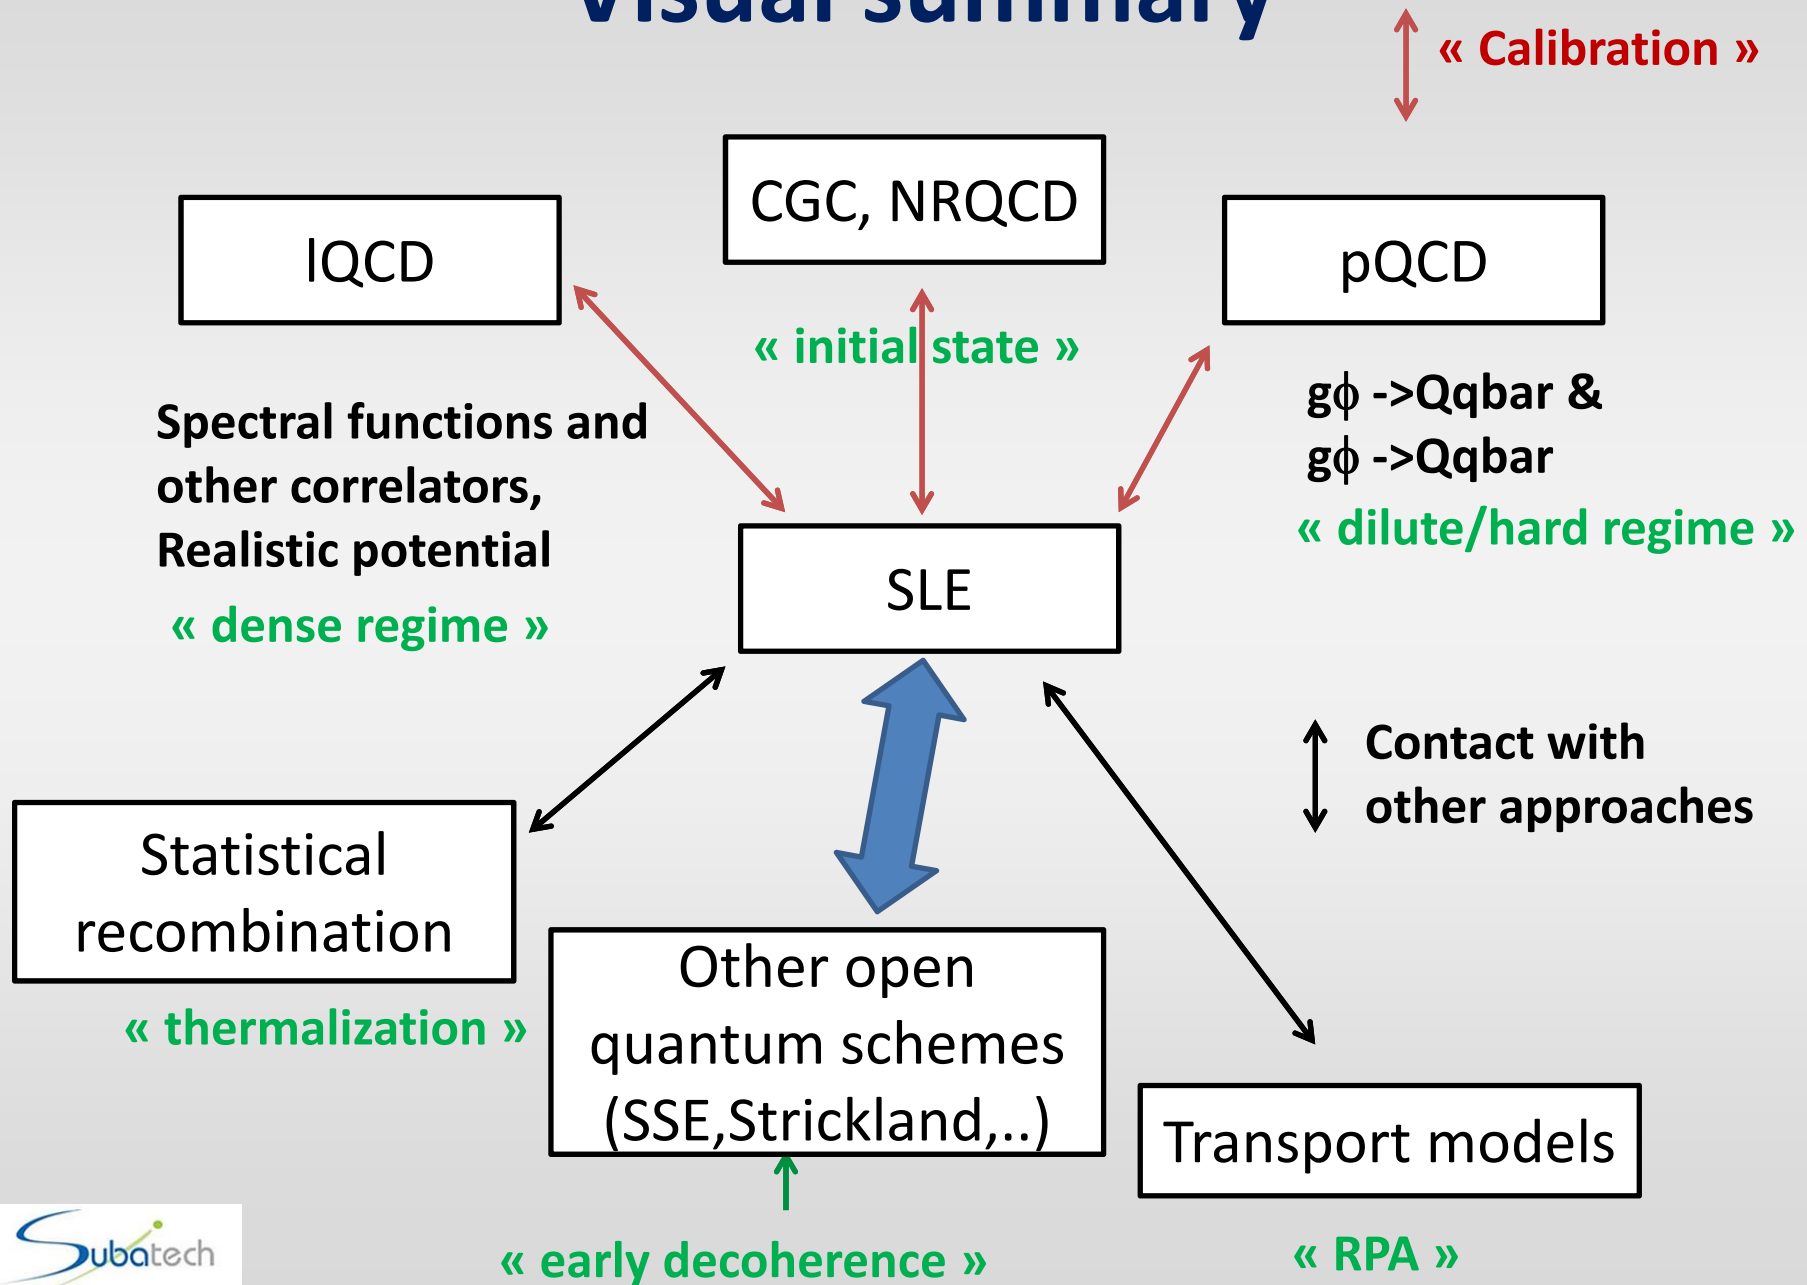 Visual summary
« Calibration »
CGC, NRQCD
lQCD
pQCD
« initial state »
gϕ ->Qqbar &
gϕ ->Qqbar
« dilute/hard regime »
Spectral functions and
other correlators,
Realistic potential
« dense regime »
SLE
Contact with
other approaches
Statistical
recombination
« thermalization »
Other open
quantum schemes
(SSE,Strickland,..)
« early decoherence »
Transport models
« RPA »
Subatech